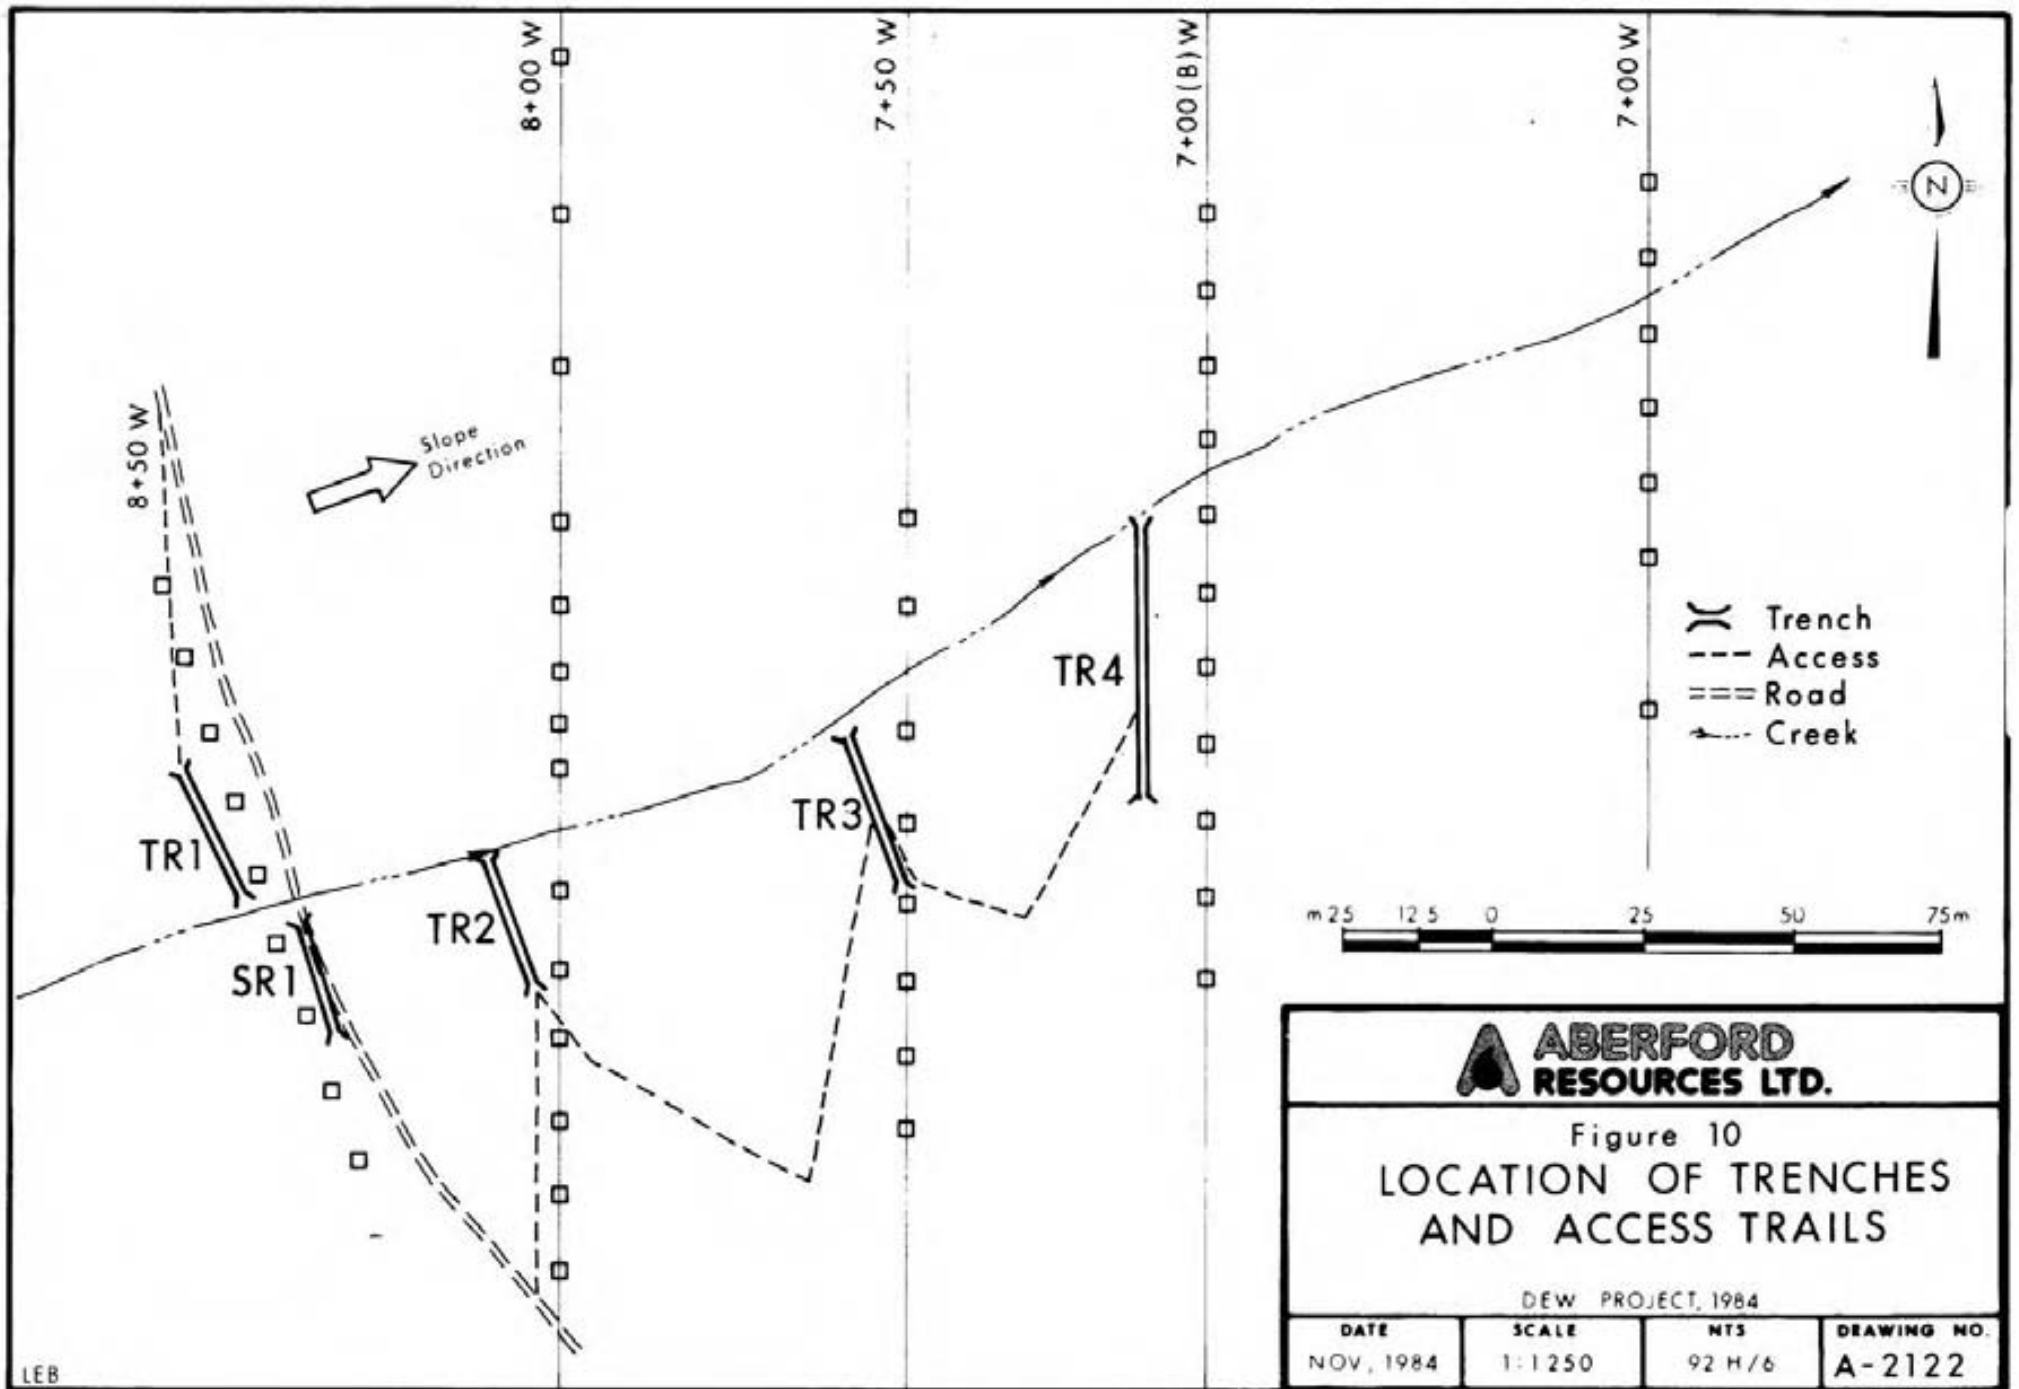 8+00 W
7+50 W
7+00(B) W
7+00 W
N
8+50 W
Slope
Direction
Trench
Access
Road
Creek
TR4
TR3
TR1
TR2
SR1
m 25 12 5 0 25 50 75m
ABERFORD
RESOURCES LTD.
Figure 10
LOCATION OF TRENCHES
AND ACCESS TRAILS
DEW PROJECT, 1984
DATE SCALE NTS DRAWING NO.
NOV, 1984 1:1250 92 H/6 A-2122
LEB